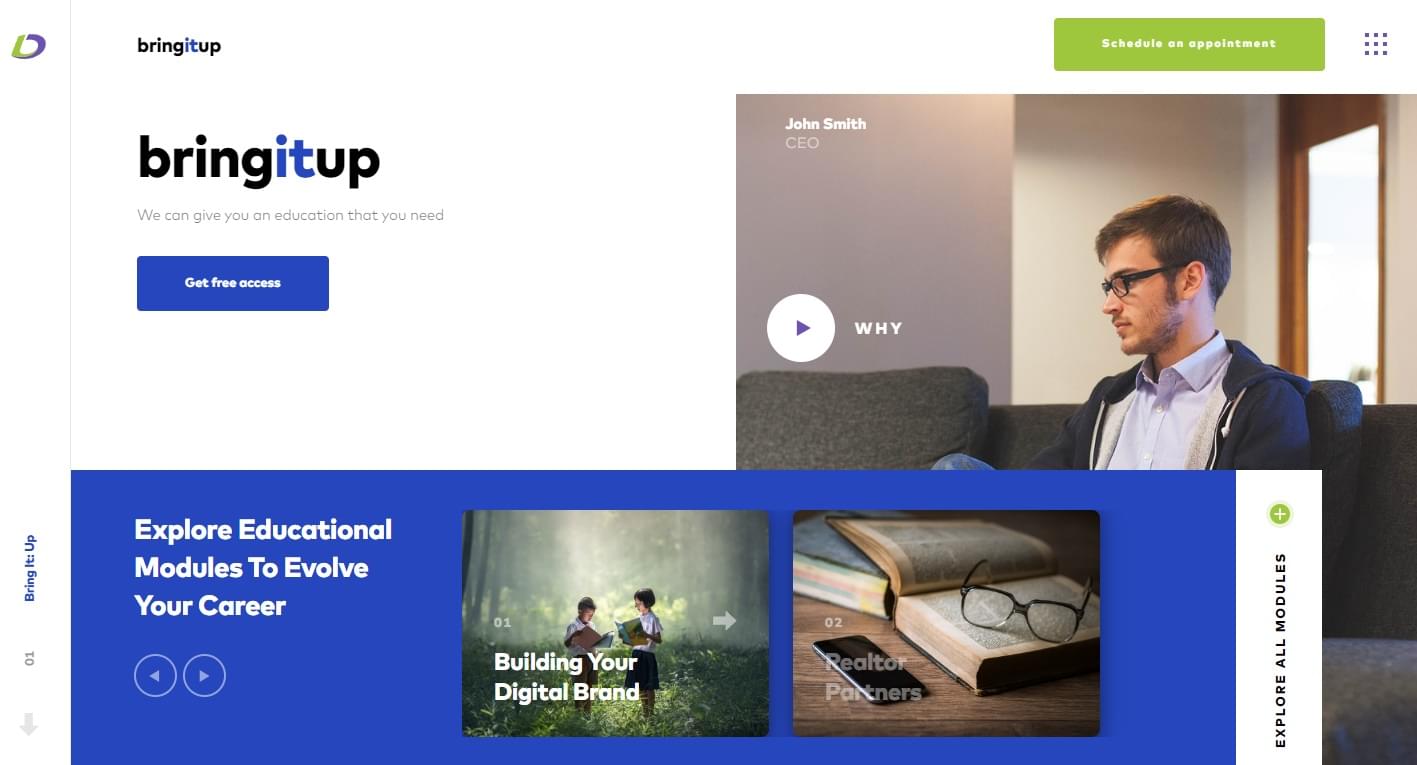 bringitup
Schedule an appointment
bringitup
We can give you an education that you need
Get free access
John Smith
CEO
WHY
Explore Educational
Modules To Evolve
Your Career
01
Building Your
Digital Brand
02
Realtor
Partners
EXPLORE ALL MODULES
Bring It: Up
01